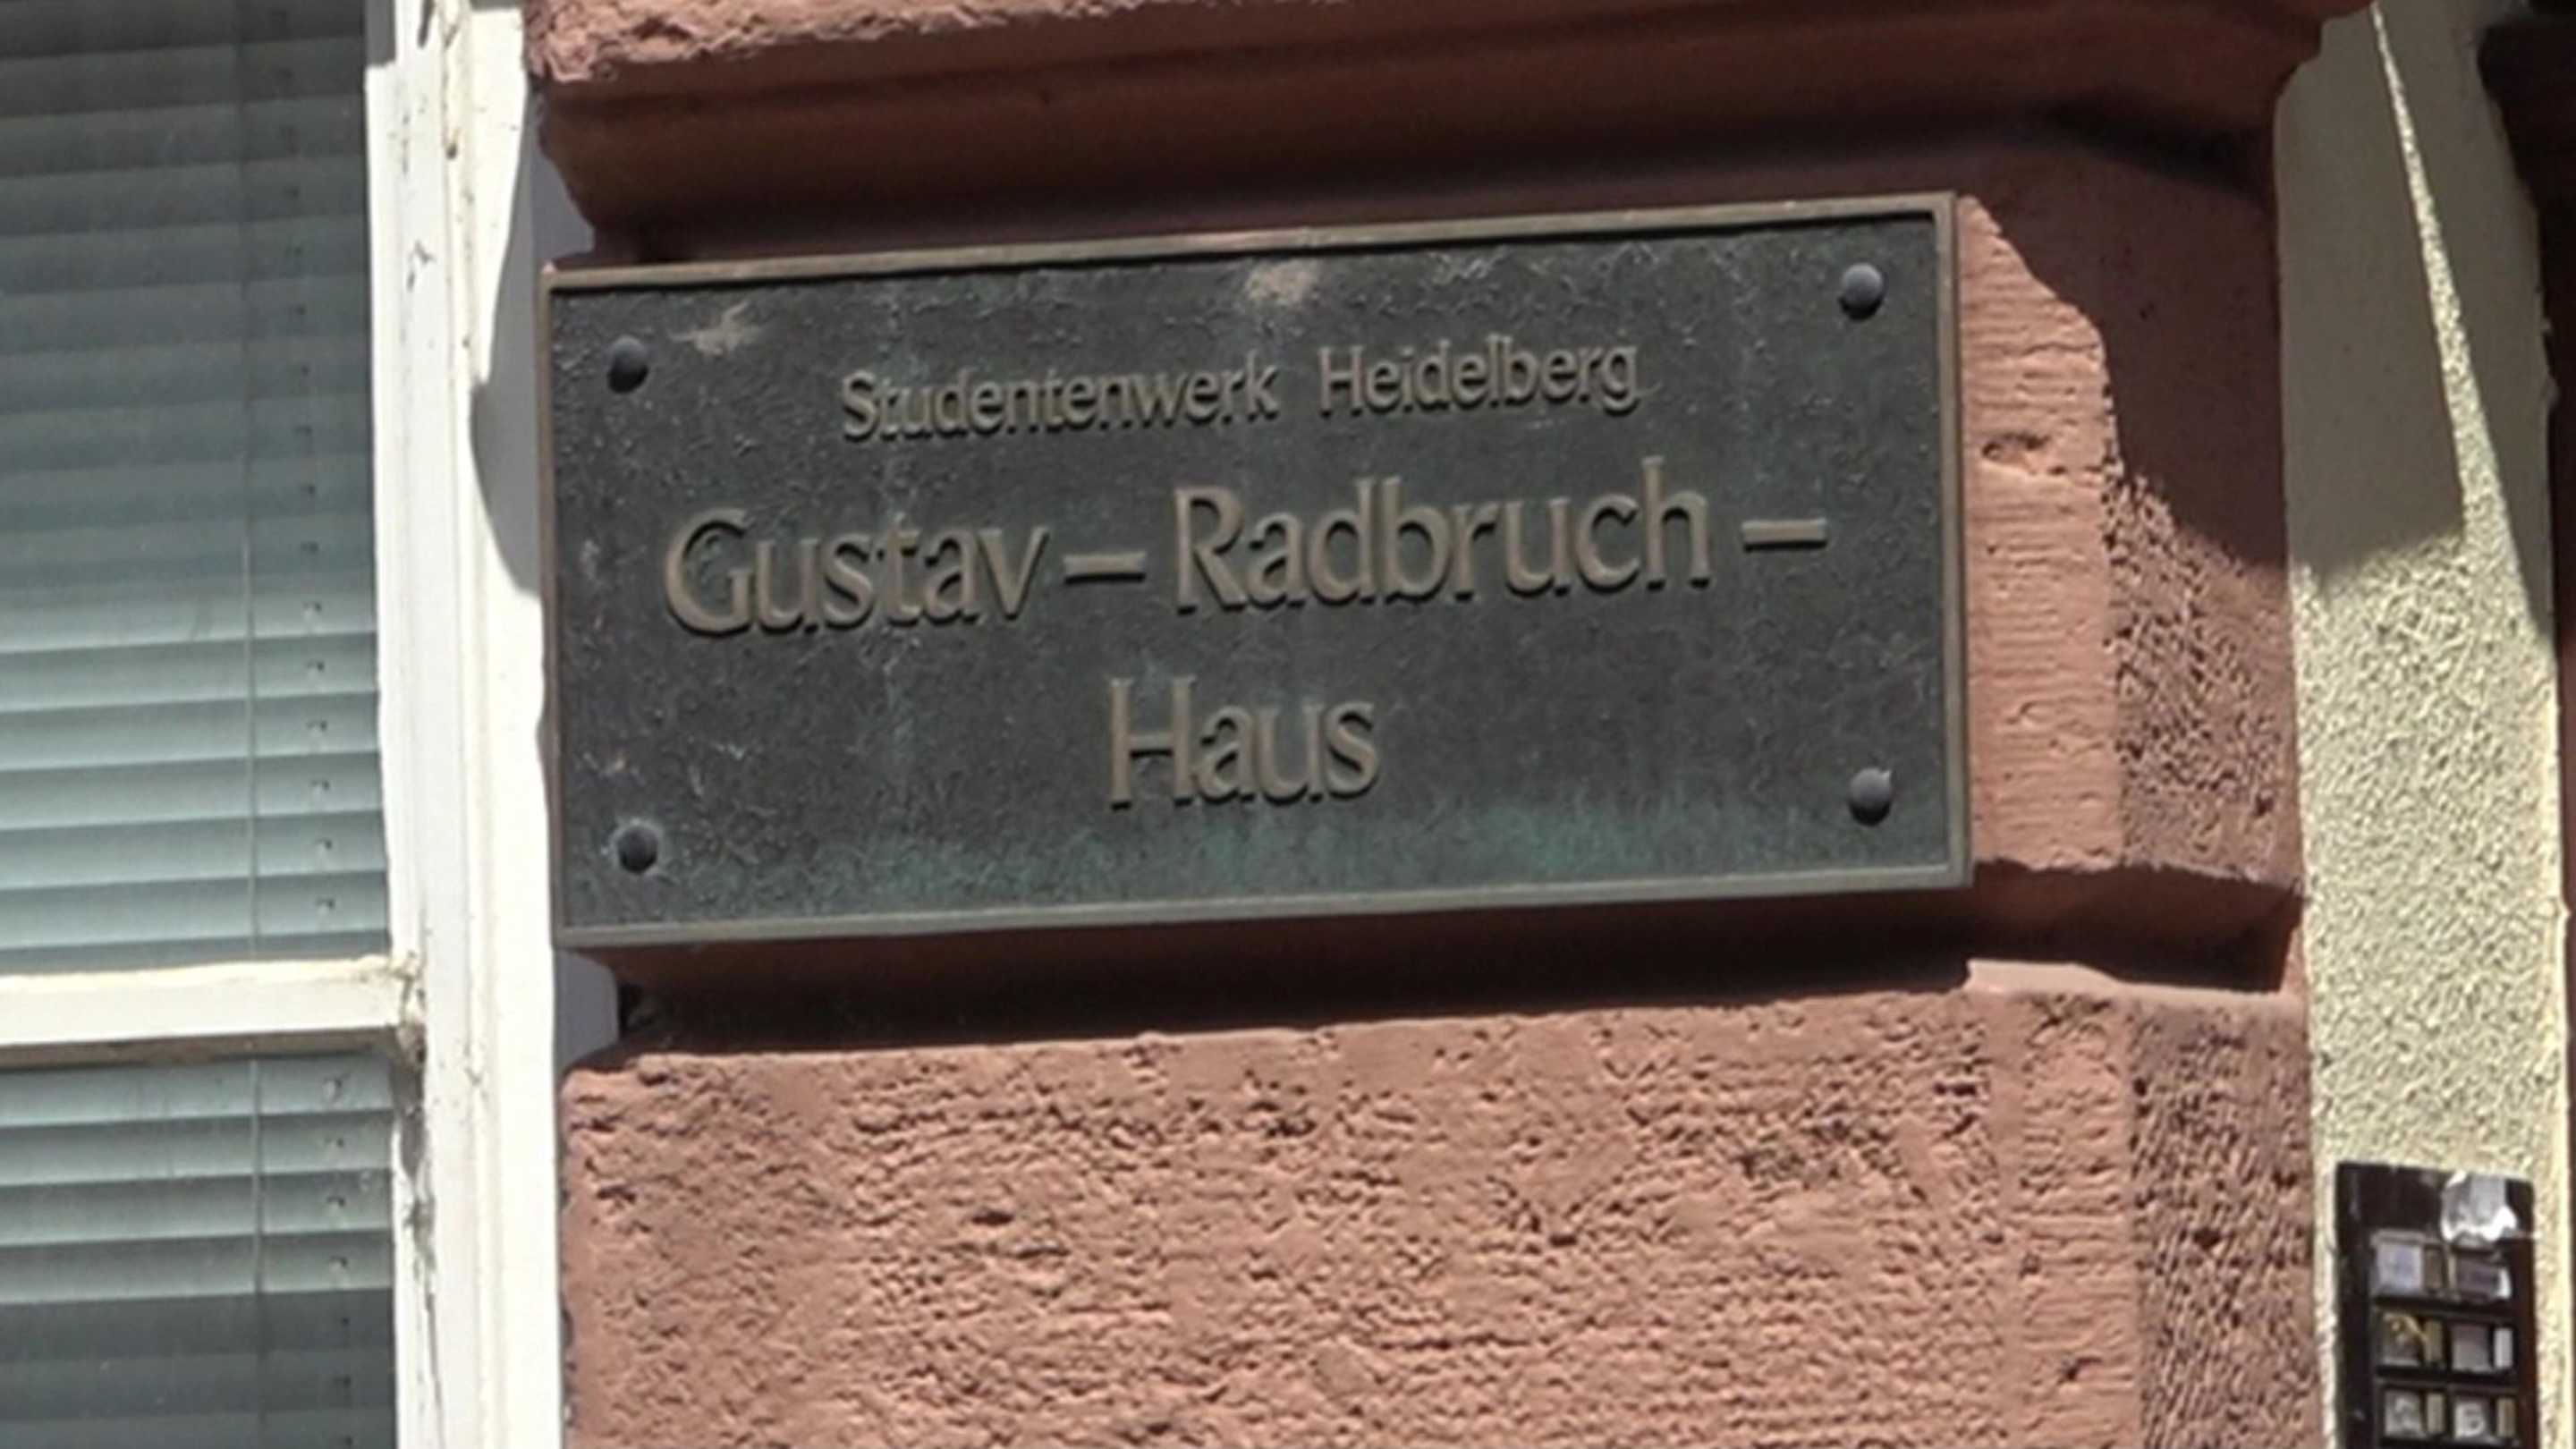 Studentenwerk Heidelberg
Gustav – Radbruch –
Haus